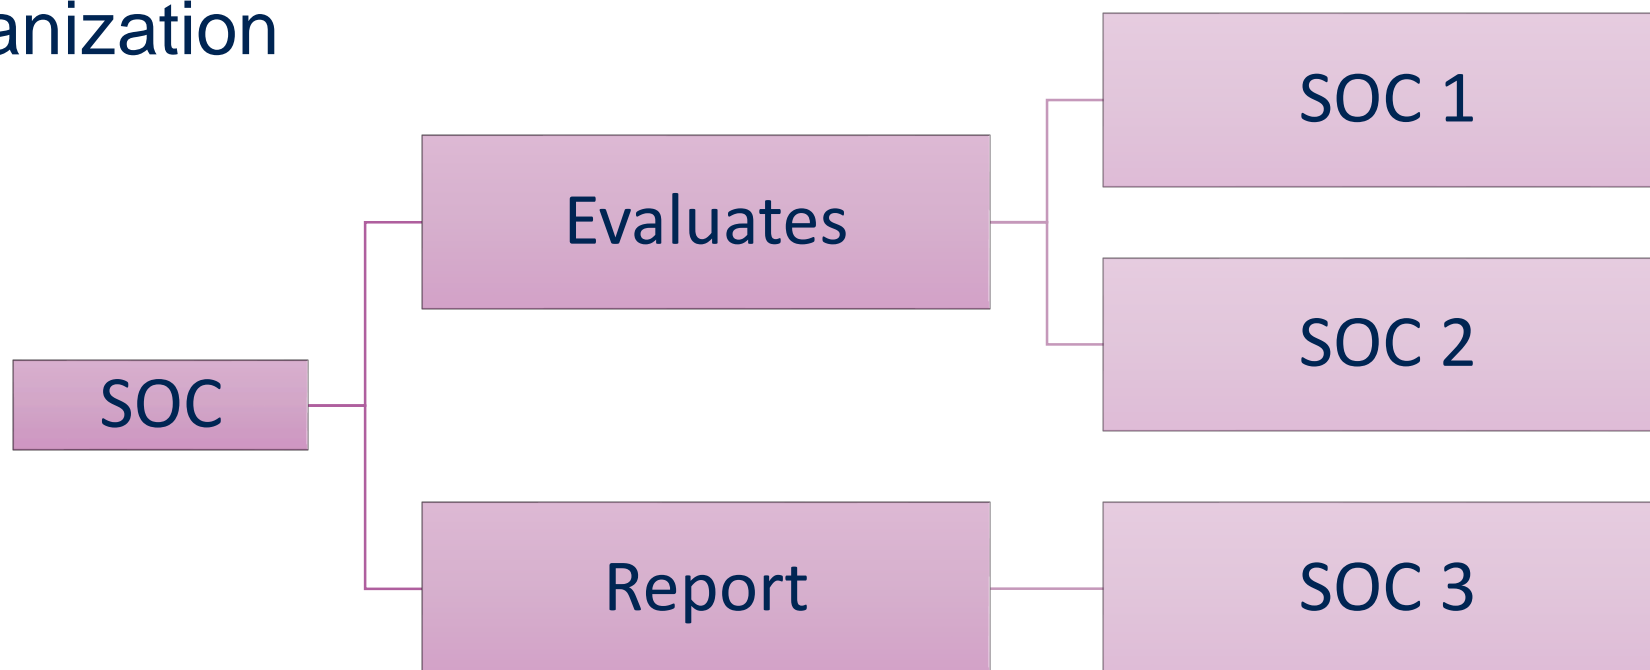 anization
SOC 1
Evaluates
SOC 2
SOC
Report
SOC 3